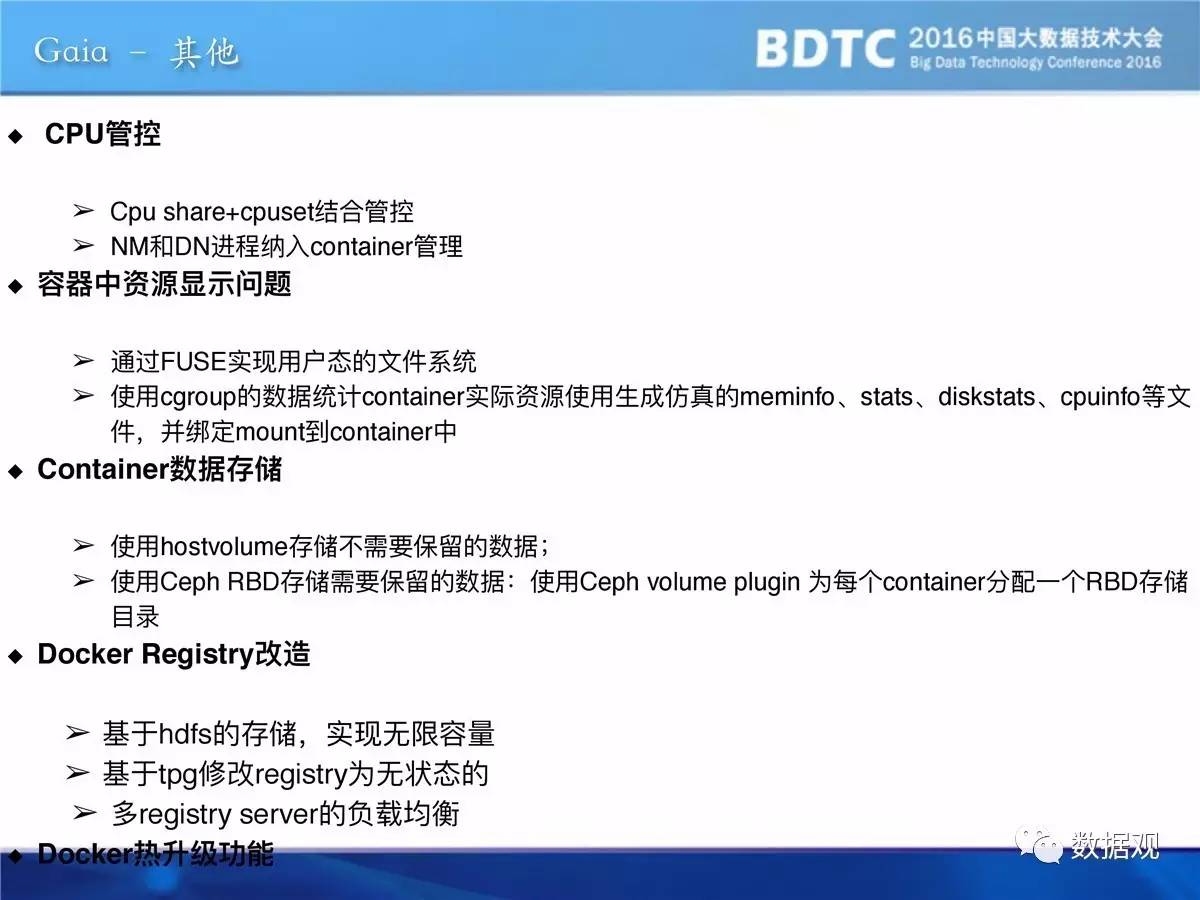 Gaia - 其他
BDTC 2016中国大数据技术大会
Big Data Technology Conference 2016
◆ CPU管控
➢ Cpu share+cpuset结合管控
➢ NM和DN进程纳入container管理
◆ 容器中资源显示问题
➢ 通过FUSE实现用户态的文件系统
➢ 使用cgroup的数据统计container实际资源使用生成仿真的meminfo、stats、diskstats、cpuinfo等文
件，并绑定mount到container中
◆ Container数据存储
➢ 使用hostvolume存储不需要保留的数据；
➢ 使用Ceph RBD存储需要保留的数据：使用Ceph volume plugin 为每个container分配一个RBD存储
目录
◆ Docker Registry改造
➢ 基于hdfs的存储，实现无限容量
➢ 基于tpg修改registry为无状态的
➢ 多registry server的负载均衡
◆ Docker热升级功能
数据观